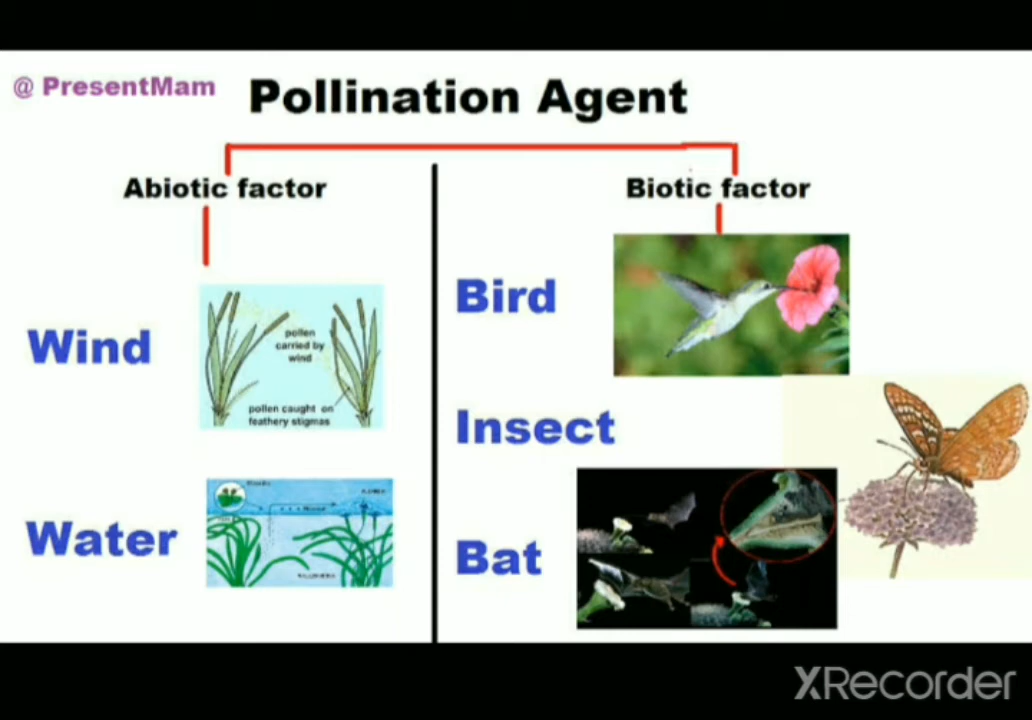 @ PresentMam
Pollination Agent
Abiotic factor
Biotic factor
Wind
pollen
carried by
wind
pollen caught on
feathery stigmas
Water
Bird
Insect
Bat
XRecorder